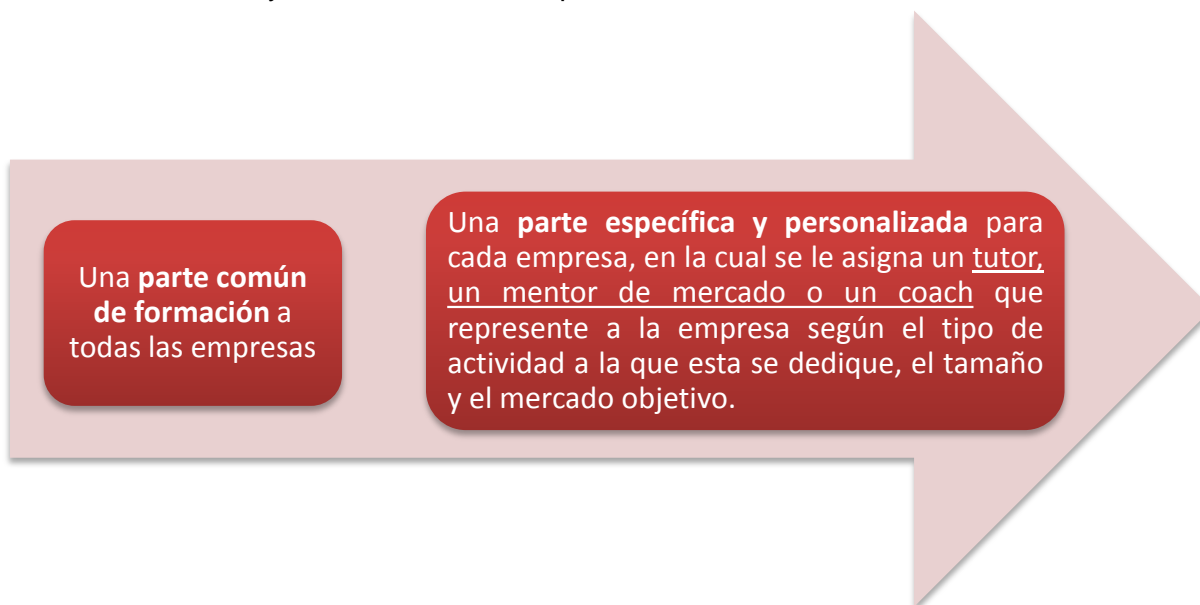 Una parte común
de formación a
todas las empresas
Una parte específica y personalizada para
cada empresa, en la cual se le asigna un tutor,
un mentor de mercado o un coach que
represente a la empresa según el tipo de
actividad a la que esta se dedique, el tamaño
y el mercado objetivo.